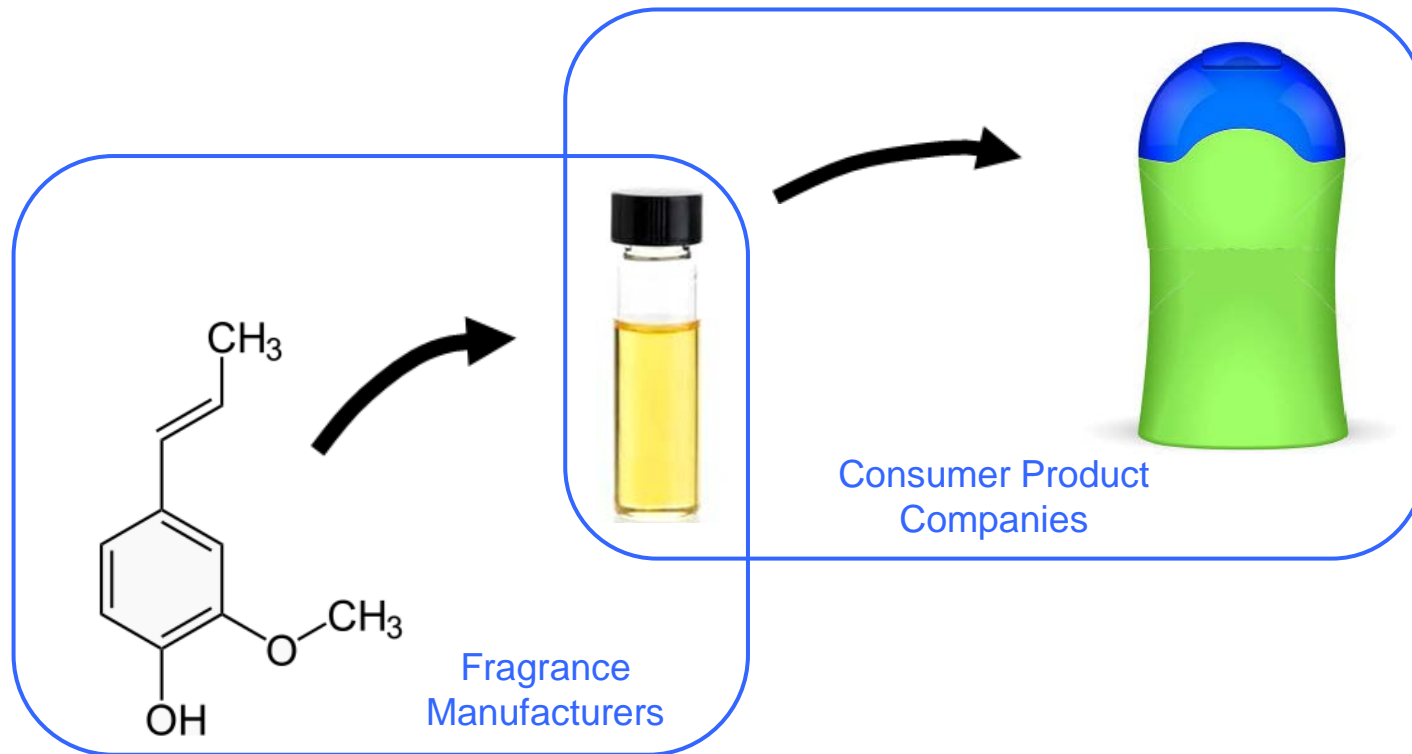 CH₃
O
CH₃
OH
Fragrance
Manufacturers
Consumer Product
Companies